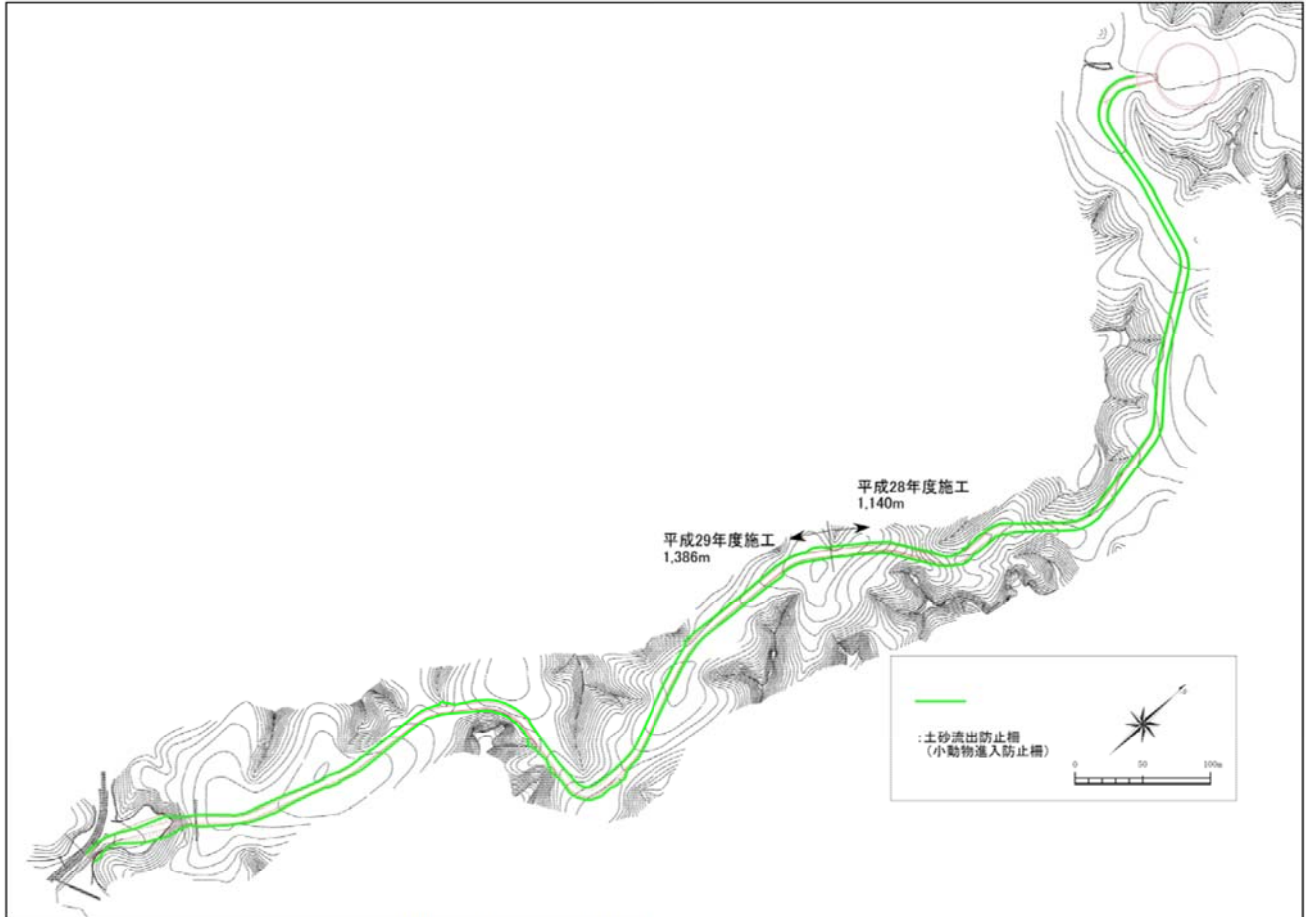 平成28年度施工
1,140m
平成29年度施工
1,386m
:土砂流出防止柵
(小動物進入防止柵)
0 50 100m